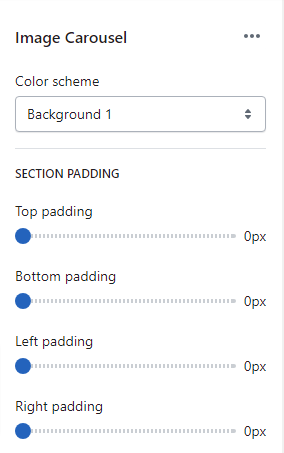 Image Carousel
Color scheme
Background 1
SECTION PADDING
Top padding
0px
Bottom padding
0px
Left padding
0px
Right padding
0px